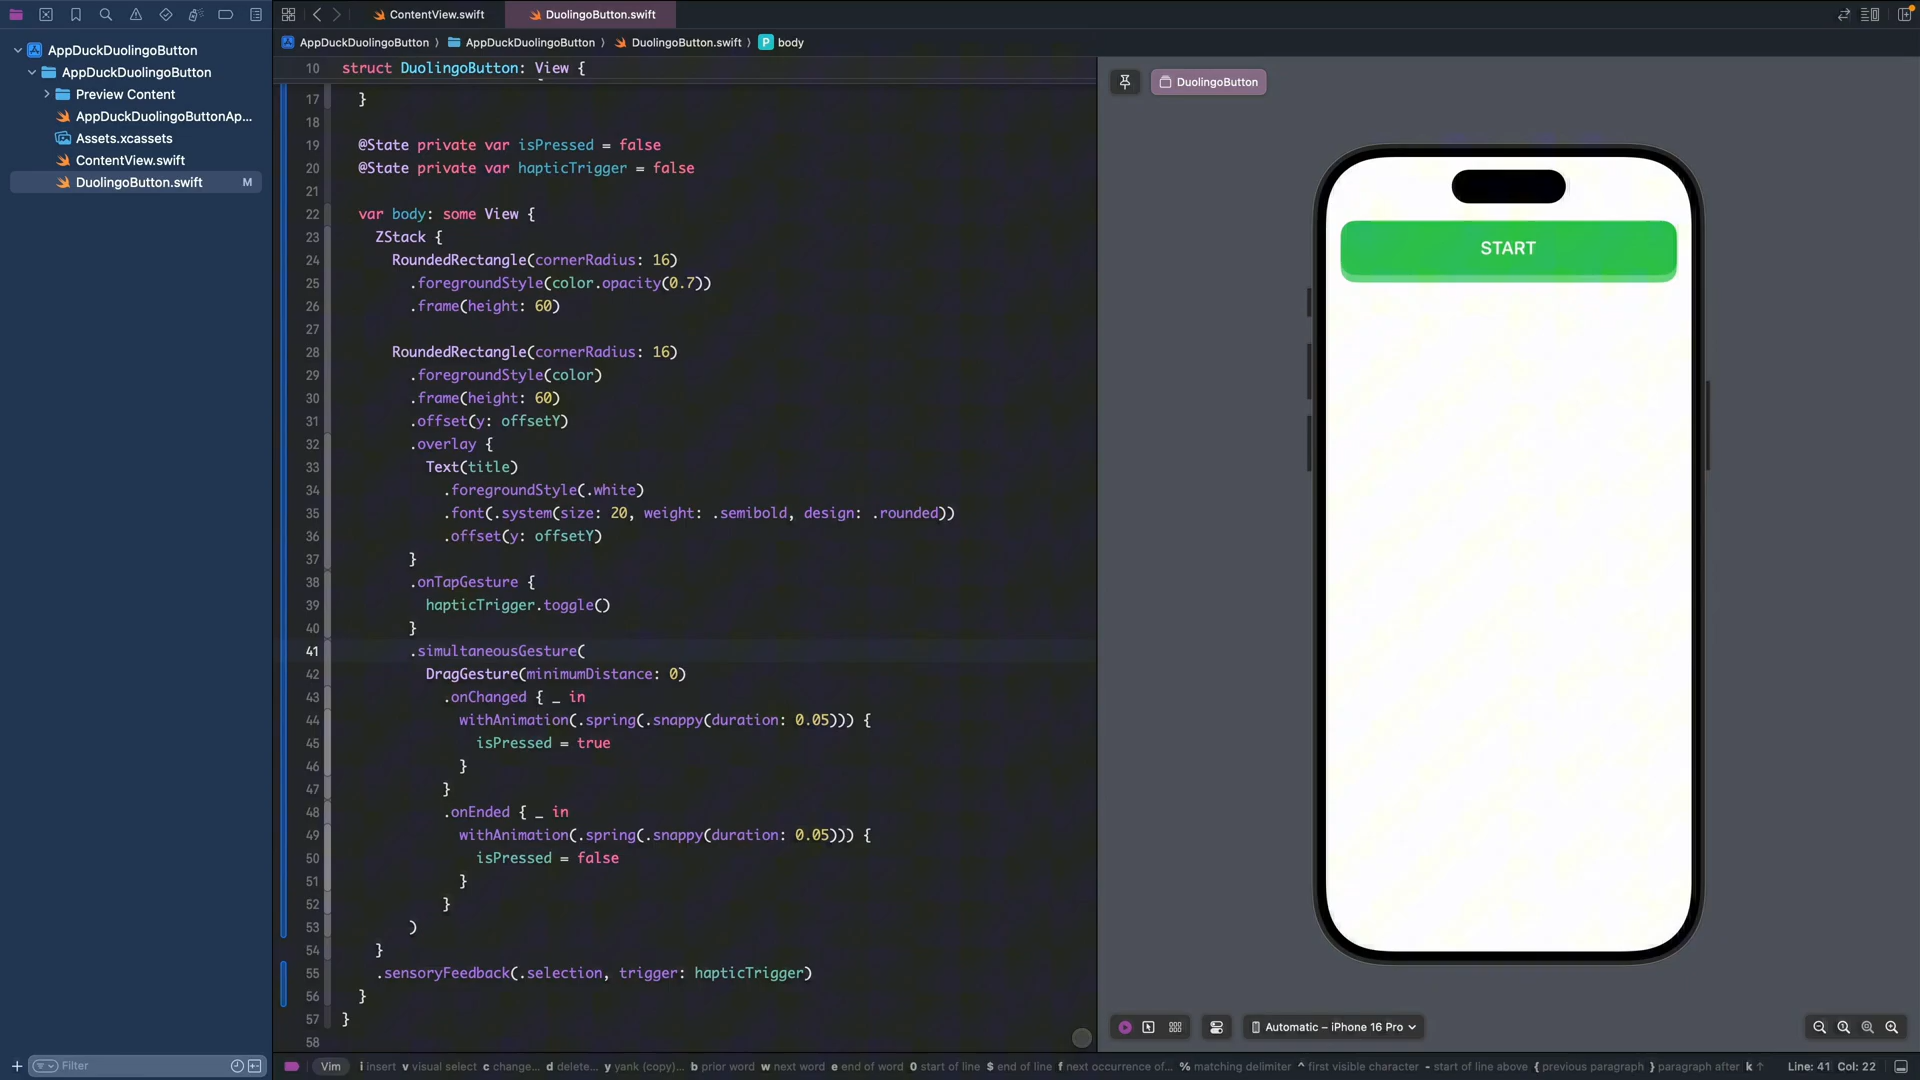 ContentView.swift
DuolingoButton.swift
AppDuckDuolingoButton
AppDuckDuolingoButton
Preview Content
AppDuckDuolingoButtonAp...
Assets.xcassets
ContentView.swift
DuolingoButton.swift M
AppDuckDuolingoButton 〉 AppDuckDuolingoButton 〉 DuolingoButton.swift 〉 P body
10 struct DuolingoButton: View {
17 }
18
19 @State private var isPressed = false
20 @State private var hapticTrigger = false
21
22 var body: some View {
23 ZStack {
24 RoundedRectangle(cornerRadius: 16)
25 .foregroundStyle(color.opacity(0.7))
26 .frame(height: 60)
27
28 RoundedRectangle(cornerRadius: 16)
29 .foregroundStyle(color)
30 .frame(height: 60)
31 .offset(y: offsetY)
32 .overlay {
33 Text(title)
34 .foregroundStyle(.white)
35 .font(.system(size: 20, weight: .semibold, design: .rounded))
36 .offset(y: offsetY)
37 }
38 .onTapGesture {
39 hapticTrigger.toggle()
40 }
41 .simultaneousGesture(
42 DragGesture(minimumDistance: 0)
43 .onChanged { _ in
44 withAnimation(.spring(.snappy(duration: 0.05))) {
45 isPressed = true
46 }
47 }
48 .onEnded { _ in
49 withAnimation(.spring(.snappy(duration: 0.05))) {
50 isPressed = false
51 }
52 }
53 )
54 }
55 .sensoryFeedback(.selection, trigger: hapticTrigger)
56 }
57 }
58
DuolingoButton
START
Automatic – iPhone 16 Pro
Filter
Vim i insert v visual select c change... d delete... y yank (copy)... b prior word w next word e end of word 0 start of line $ end of line f next occurrence of... % matching delimiter ^ first visible character - start of line above { previous paragraph } paragraph after k ↑
Line: 41 Col: 22